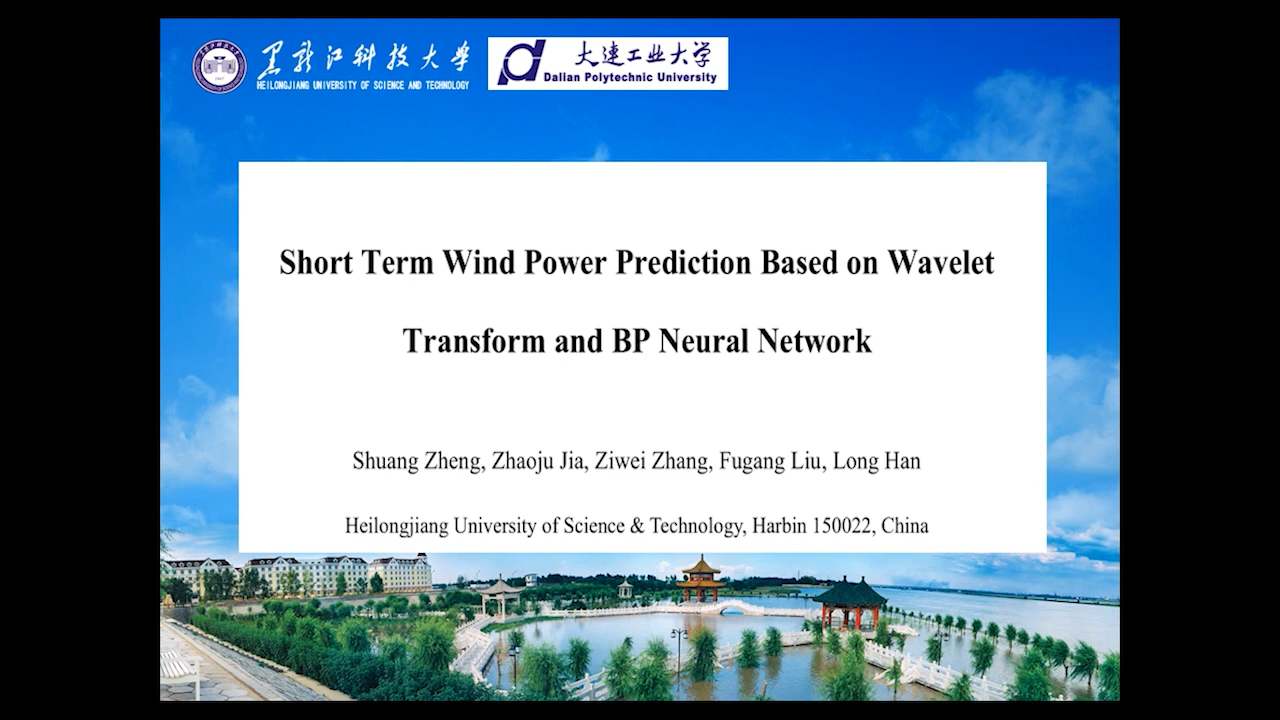 黑龙江科技大学
HEILONGJIANG UNIVERSITY OF SCIENCE AND TECHNOLOGY
大连工业大学
Dalian Polytechnic University
Short Term Wind Power Prediction Based on Wavelet
Transform and BP Neural Network
Shuang Zheng, Zhaoju Jia, Ziwei Zhang, Fugang Liu, Long Han
Heilongjiang University of Science & Technology, Harbin 150022, China